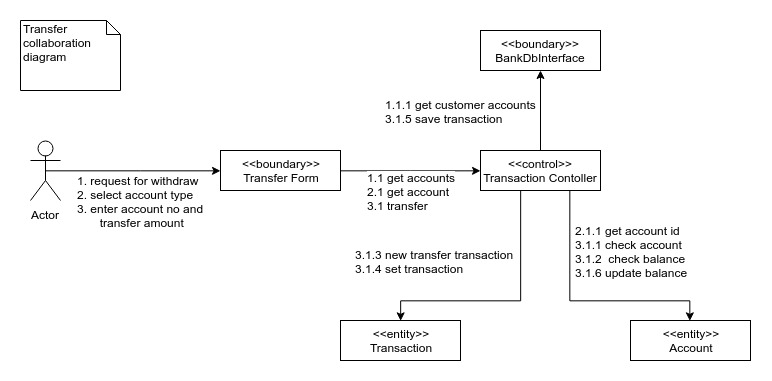 Transfer
collaboration
diagram
<<boundary>>
BankDbInterface
1.1.1 get customer accounts
3.1.5 save transaction
Actor
1. request for withdraw
2. select account type
3. enter account no and
transfer amount
<<boundary>>
Transfer Form
1.1 get accounts
2.1 get account
3.1 transfer
<<control>>
Transaction Contoller
3.1.3 new transfer transaction
3.1.4 set transaction
2.1.1 get account id
3.1.1 check account
3.1.2  check balance
3.1.6 update balance
<<entity>>
Transaction
<<entity>>
Account